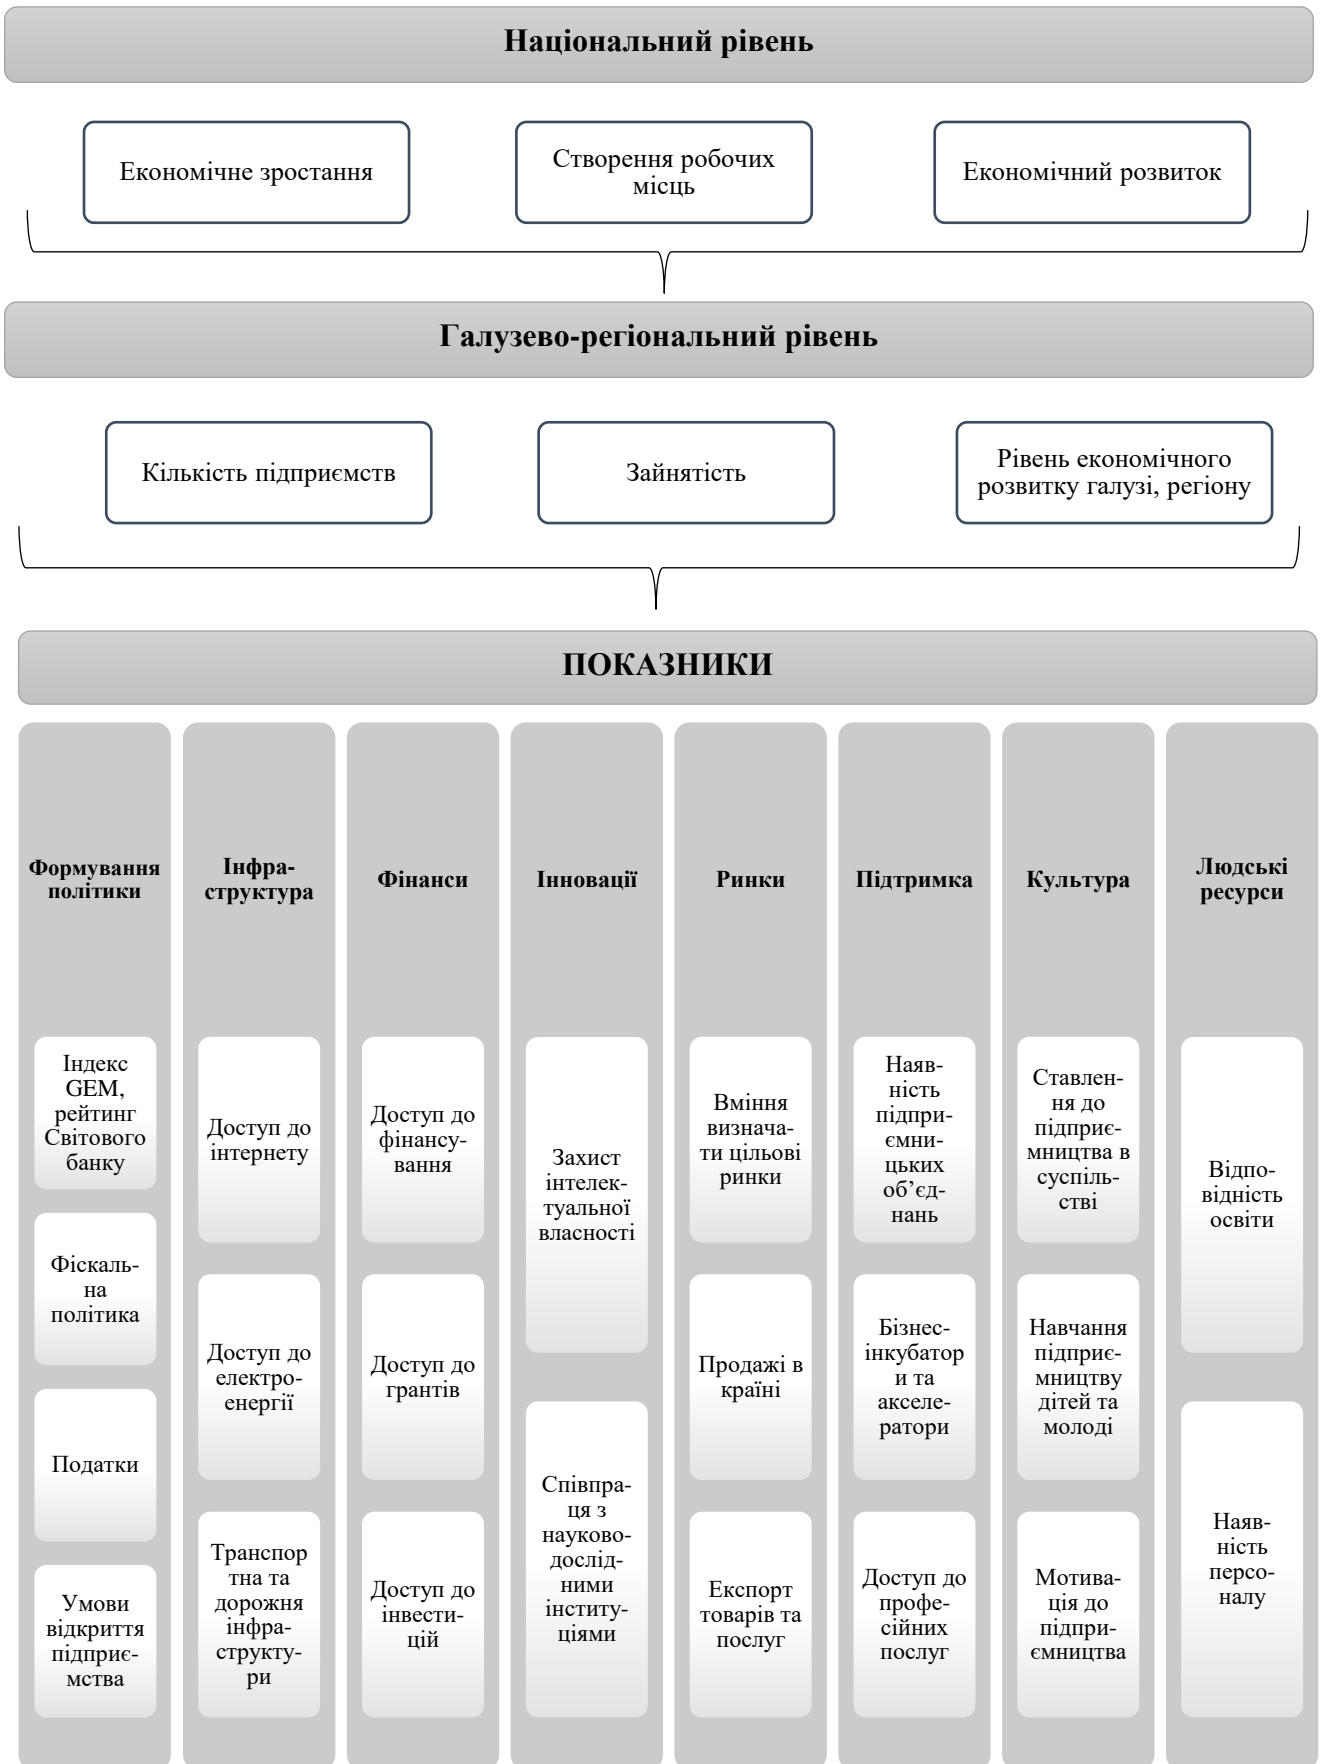 Національний рівень
Економічне зростання
Створення робочих
місць
Економічний розвиток
Галузево-регіональний рівень
Кількість підприємств
Зайнятість
Рівень економічного
розвитку галузі, регіону
ПОКАЗНИКИ
Формування
політики
Індекс
GEM,
рейтинг
Світового
банку
Фіскаль-
на
політика
Податки
Умови
відкриття
підприє-
мства
Інфра-
структура
Доступ до
інтернету
Доступ до
електро-
енергії
Транспор
тна та
дорожня
інфра-
структу-
ри
Фінанси
Доступ до
фінансу-
вання
Доступ до
грантів
Доступ до
інвести-
цій
Інновації
Захист
інтелек-
туальної
власності
Співпра-
ця з
науково-
дослід-
ними
институ-
ціями
Ринки
Вміння
визнача-
ти цільові
ринки
Продажі в
країні
Експорт
товарів та
послуг
Підтримка
Наяв-
ність
підпри-
ємни-
цьких
об’єд-
нань
Бізнес-
інкубатор
и та
акселе-
ратори
Доступ до
профе-
сійних
послуг
Культура
Ставлен-
ня до
підприє-
мництва в
суспіль-
стві
Навчання
підприє-
мництву
дітей та
молоді
Мотива-
ція до
підпри-
ємництва
Людські
ресурси
Відпо-
відність
освіти
Наяв-
ність
персо-
налу